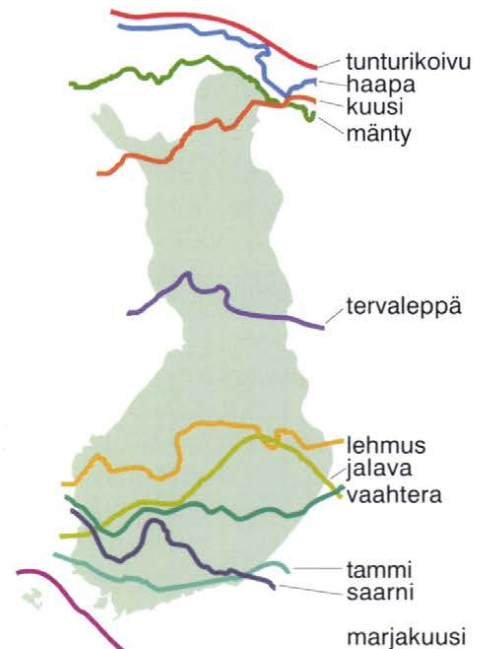 tunturikoivu
haapa
kuusi
mänty
tervaleppä
lehmus
jalava
vaahtera
tammi
saarni
marjakuusi